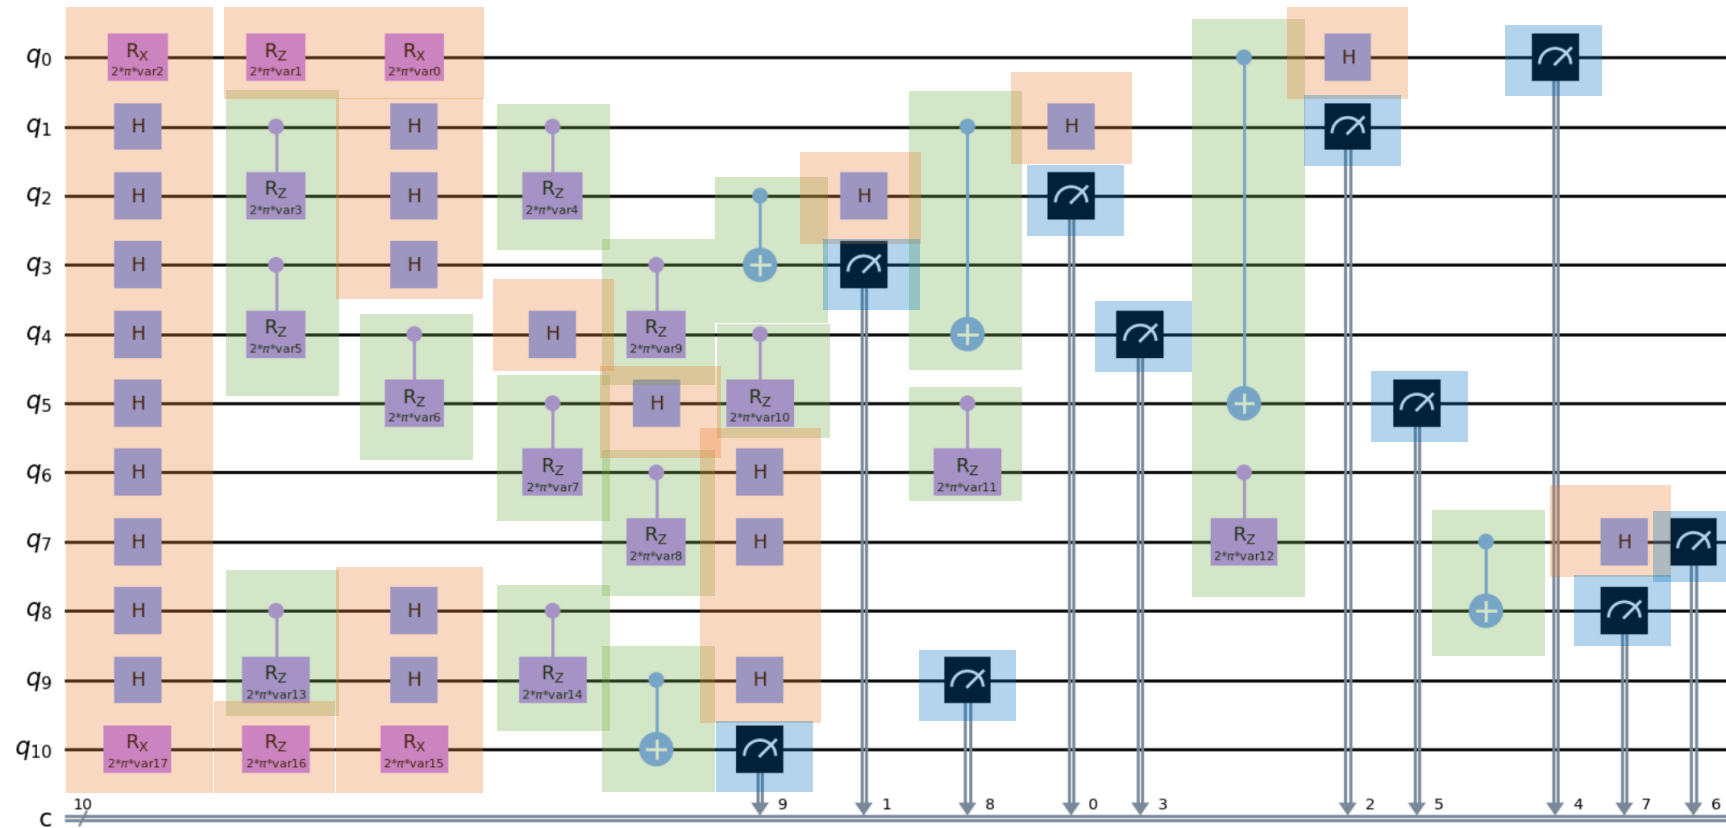 q0 RX 2*π*var2 RZ 2*π*var1 RX 2*π*var0 H
q1 H H H
q2 H RZ 2*π*var3 H RZ 2*π*var4 H
q3 H H
q4 H RZ 2*π*var5 H RZ 2*π*var9
q5 H RZ 2*π*var6 H RZ 2*π*var10
q6 H RZ 2*π*var7 H RZ 2*π*var11
q7 H RZ 2*π*var8 H RZ 2*π*var12 H
q8 H H
q9 H RZ 2*π*var13 H RZ 2*π*var14 H
q10 RX 2*π*var17 RZ 2*π*var16 RX 2*π*var15
10 9 1 8 0 3 2 5 4 7 6
c